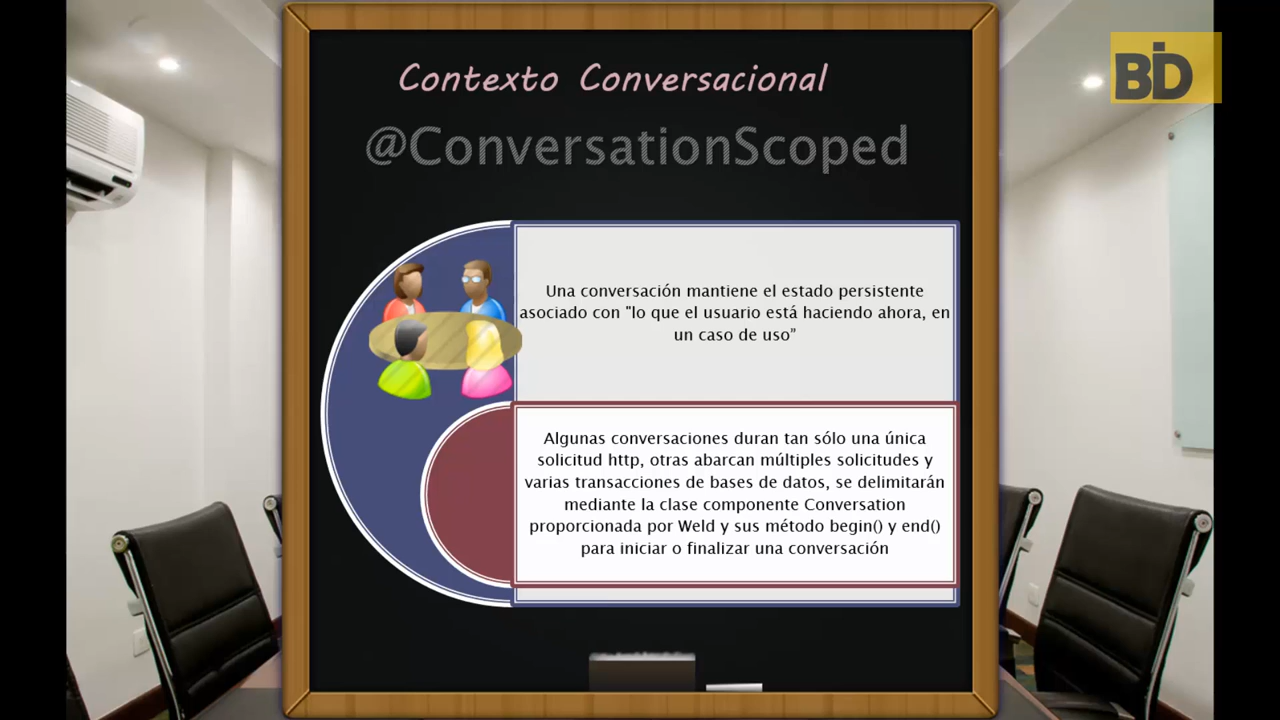 BID
Contexto Conversacional
@ConversationScoped
Una conversación mantiene el estado persistente
asociado con "lo que el usuario está haciendo ahora, en
un caso de uso”
Algunas conversaciones duran tan sólo una única
solicitud http, otras abarcan múltiples solicitudes y
varias transacciones de bases de datos, se delimitarán
mediante la clase componente Conversation
proporcionada por Weld y sus método begin() y end()
para iniciar o finalizar una conversación